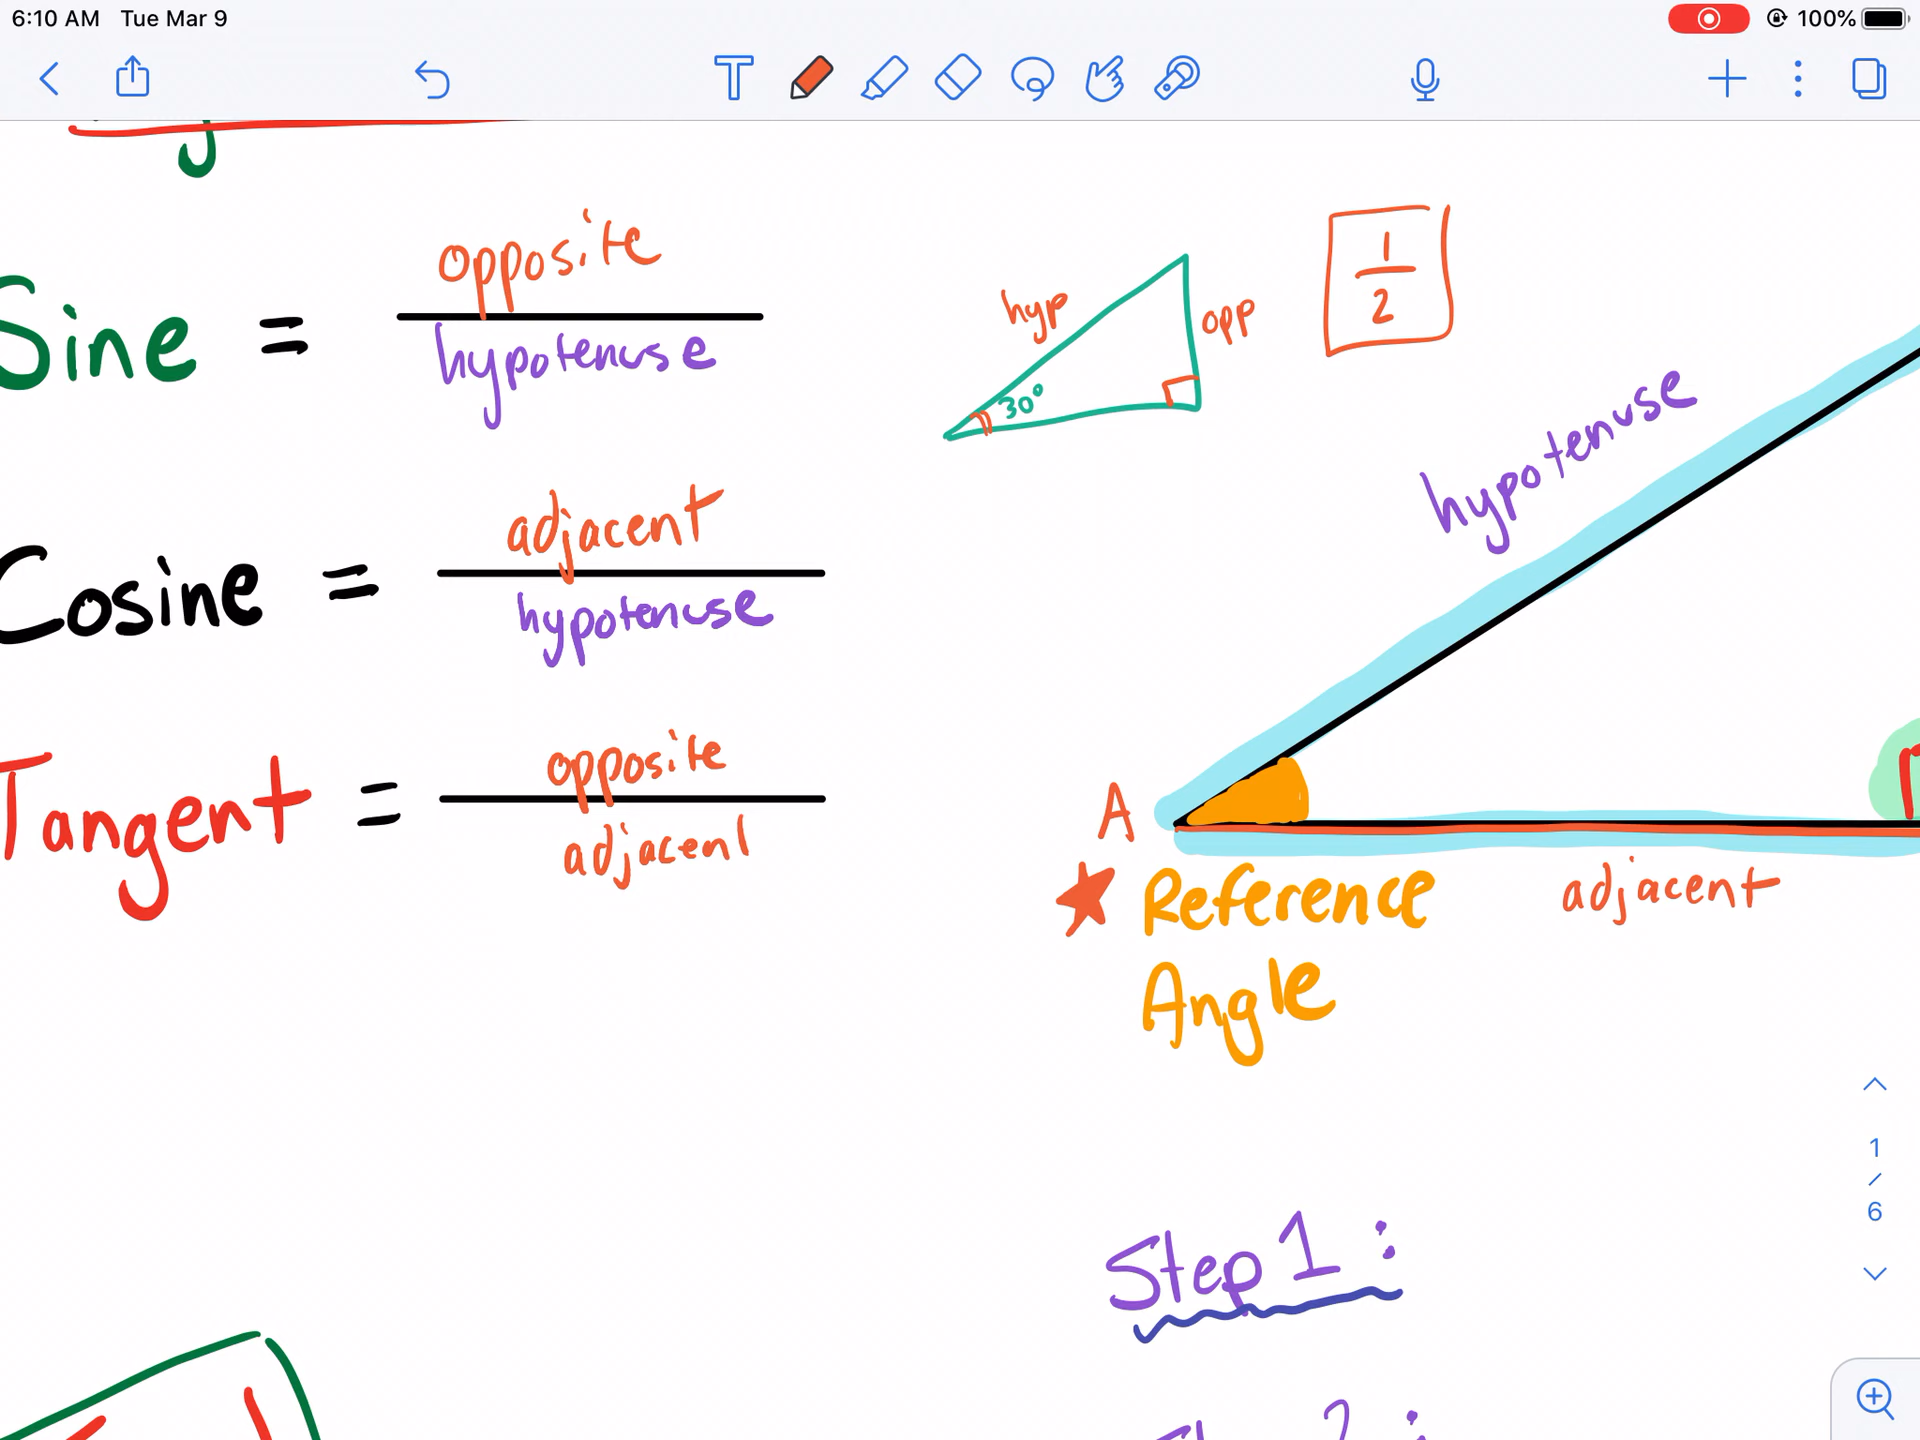 6:10 AM Tue Mar 9
100%
Sine = opposite
hypotenuse
hyp
opp
30°
1
2
hypotenuse
Cosine = adjacent
hypotenuse
Tangent = opposite
adjacent
A
Reference
Angle
adjacent
1
/
6
Step 1 :